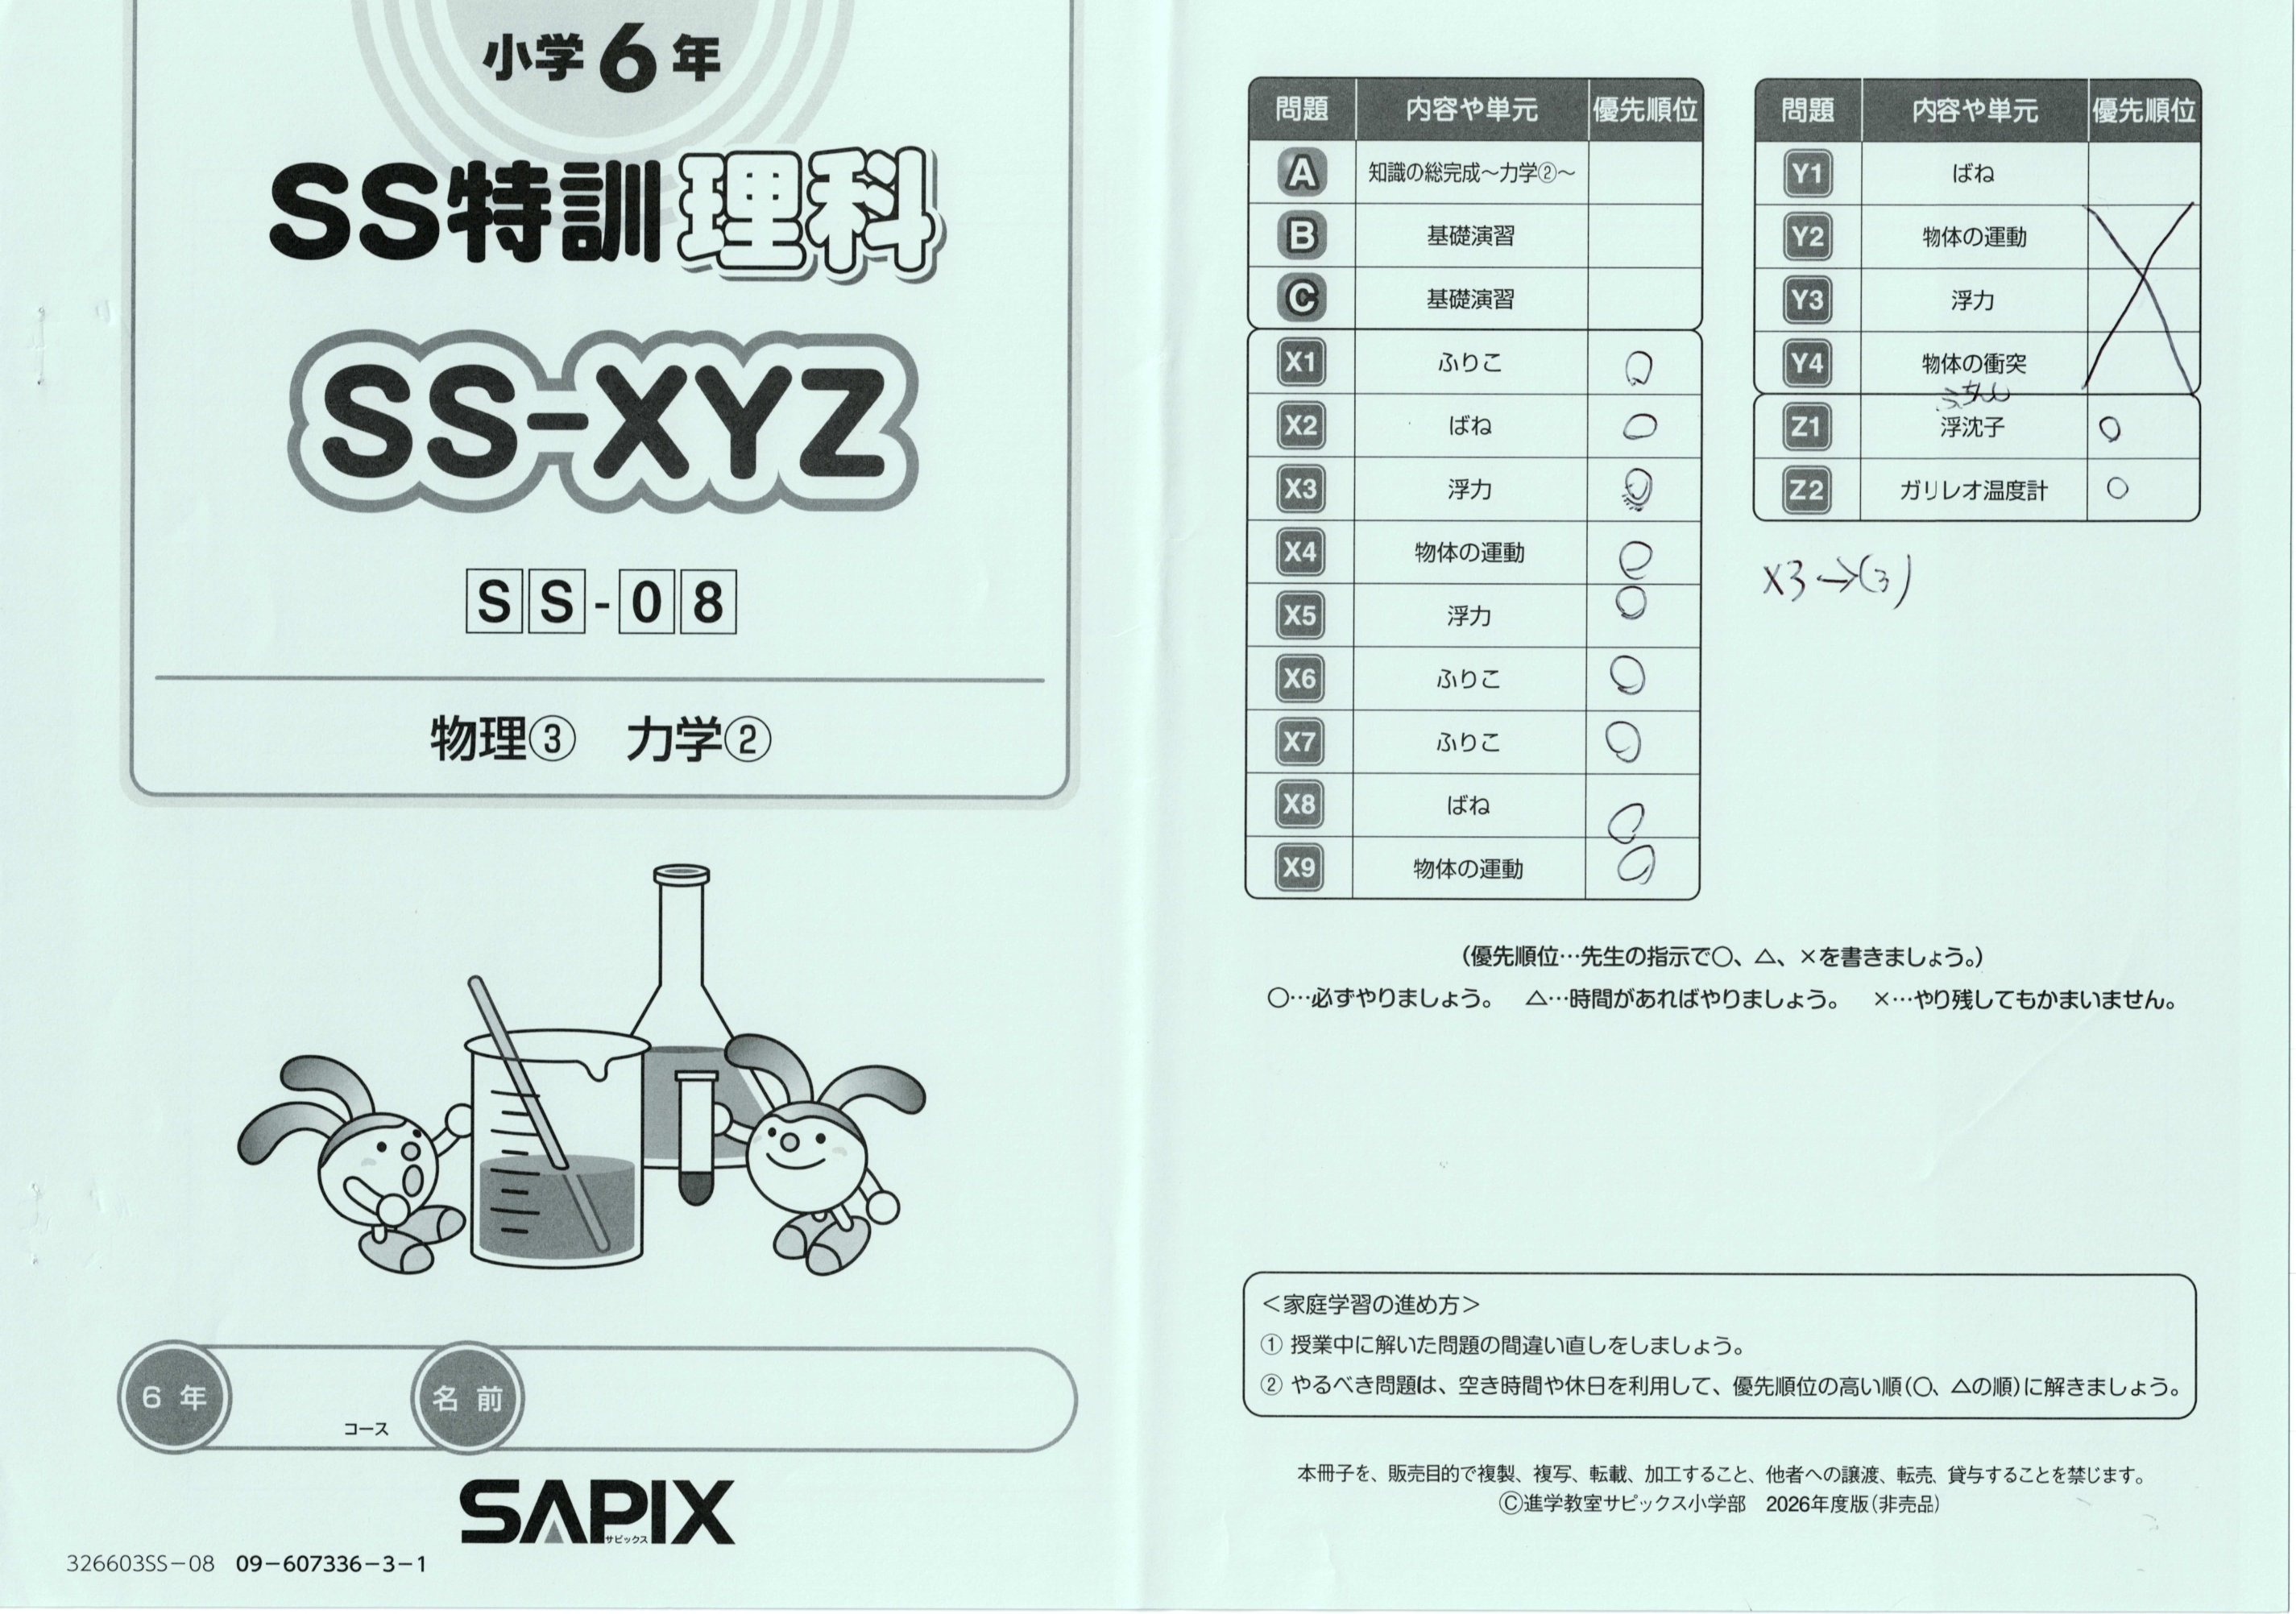 小学6年
SS特訓理科
SS-XYZ
SS-08
物理③ 力学②
6年
コース
名前
SAPIX
サピックス
326603SS-08 09-607336-3-1
問題 内容や単元 優先順位
A 知識の総完成〜力学②〜
B 基礎演習
C 基礎演習
X1 ふりこ ○
X2 ばね ○
X3 浮力 ○
X4 物体の運動 ○
X5 浮力 ○
X6 ふりこ ○
X7 ふりこ ○
X8 ばね ○
X9 物体の運動 ○
問題 内容や単元 優先順位
Y1 ばね
Y2 物体の運動
Y3 浮力
Y4 物体の衝突
Z1 浮沈子 ○
Z2 ガリレオ温度計 ○
X3→(3)
(優先順位…先生の指示で○、△、×を書きましょう。)
○…必ずやりましょう。 △…時間があればやりましょう。 ×…やり残してもかまいません。
<家庭学習の進め方>
① 授業中に解いた問題の間違い直しをしましょう。
② やるべき問題は、空き時間や休日を利用して、優先順位の高い順(○、△の順)に解きましょう。
本冊子を、販売目的で複製、複写、転載、加工すること、他者への譲渡、転売、貸与することを禁じます。
Ⓒ進学教室サピックス小学部 2026年度版(非売品)